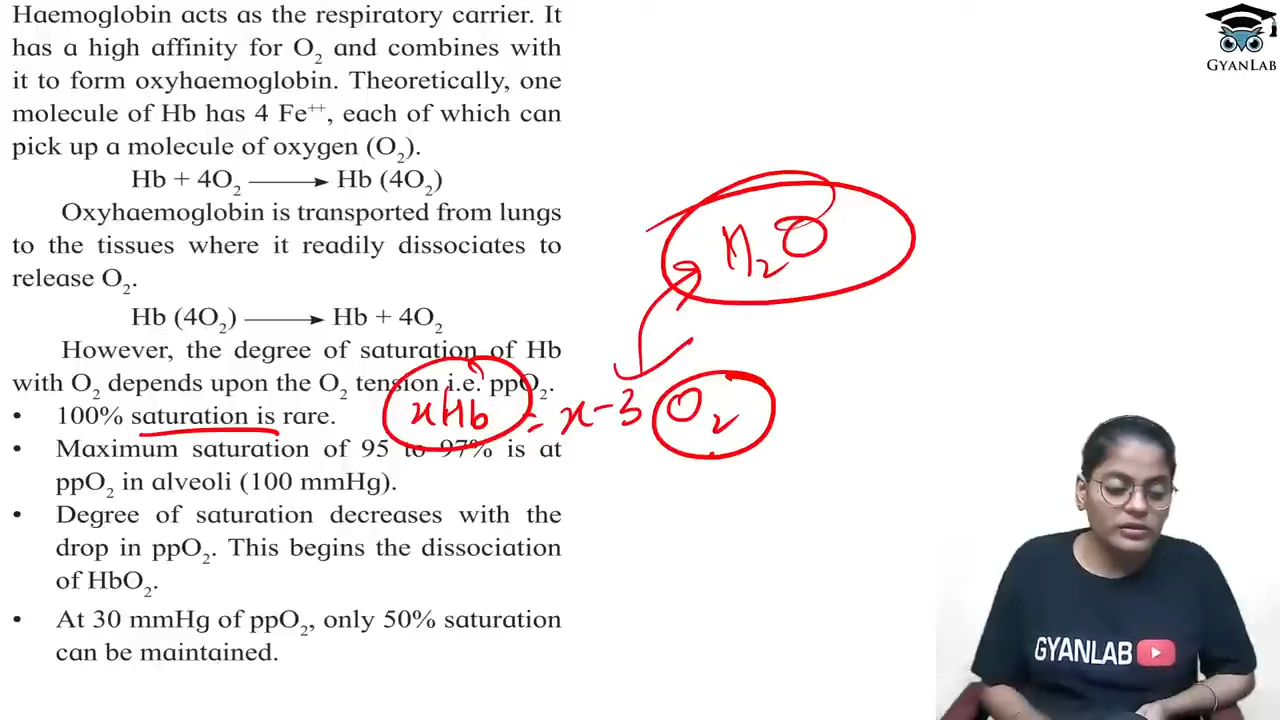 Haemoglobin acts as the respiratory carrier. It
has a high affinity for O₂ and combines with
it to form oxyhaemoglobin. Theoretically, one
molecule of Hb has 4 Fe⁺⁺, each of which can
pick up a molecule of oxygen (O₂).
Hb + 4O₂ ⟶ Hb (4O₂)
Oxyhaemoglobin is transported from lungs
to the tissues where it readily dissociates to
release O₂.
Hb (4O₂) ⟶ Hb + 4O₂
However, the degree of saturation of Hb
with O₂ depends upon the O₂ tension i.e. ppO₂.
• 100% saturation is rare.
• Maximum saturation of 95 to 97% is at
ppO₂ in alveoli (100 mmHg).
• Degree of saturation decreases with the
drop in ppO₂. This begins the dissociation
of HbO₂.
• At 30 mmHg of ppO₂, only 50% saturation
can be maintained.
H₂O
xHb = x-3 O₂
GYANLAB
GYANLAB